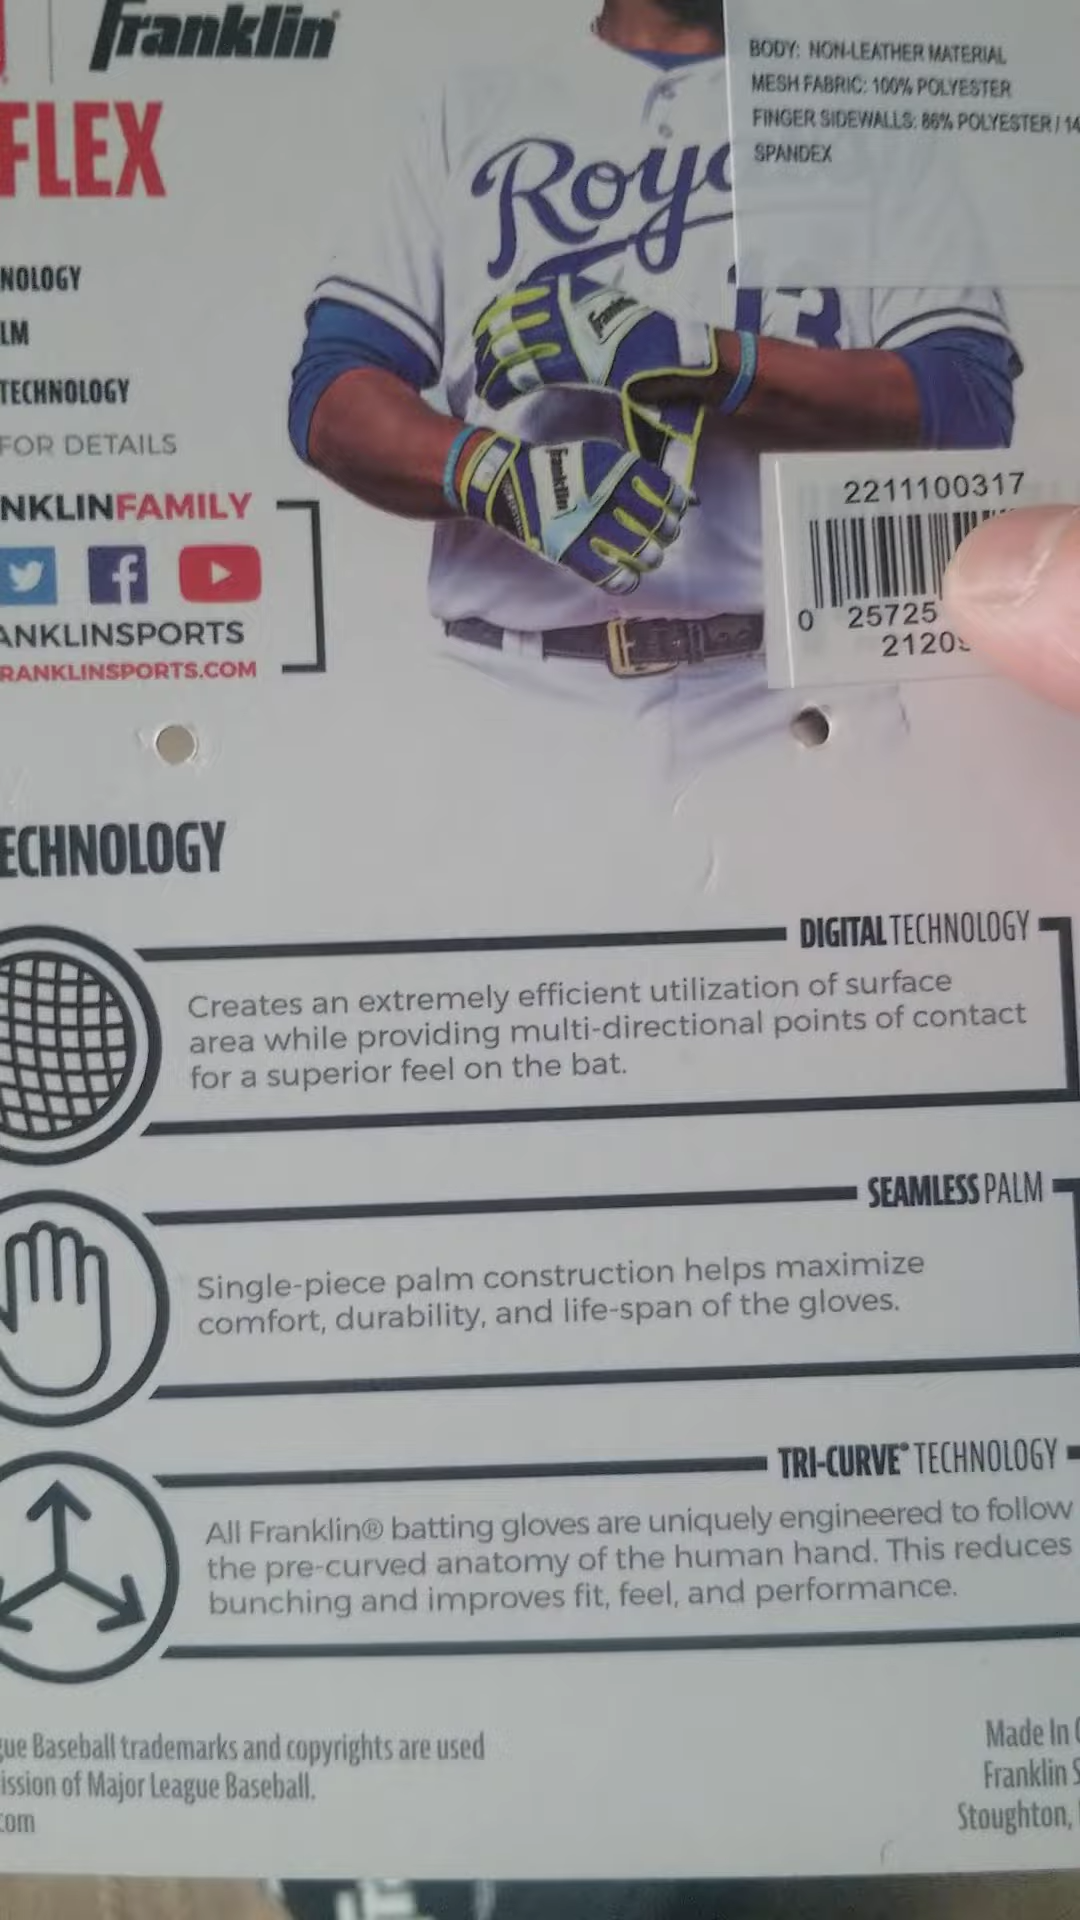 Franklin
FLEX
BODY: NON-LEATHER MATERIAL
MESH FABRIC: 100% POLYESTER
FINGER SIDEWALLS: 86% POLYESTER / 14
SPANDEX
Roya
13
Franklin
Franklin
NOLOGY
LM
TECHNOLOGY
FOR DETAILS
NKLINFAMILY
ANKLINSPORTS
RANKLINSPORTS.COM
2211100317
0 25725
2120
ECHNOLOGY
DIGITAL TECHNOLOGY
Creates an extremely efficient utilization of surface
area while providing multi-directional points of contact
for a superior feel on the bat.
SEAMLESS PALM
Single-piece palm construction helps maximize
comfort, durability, and life-span of the gloves.
TRI-CURVE® TECHNOLOGY
All Franklin® batting gloves are uniquely engineered to follow
the pre-curved anatomy of the human hand. This reduces
bunching and improves fit, feel, and performance.
gue Baseball trademarks and copyrights are used
ission of Major League Baseball.
com
Made In
Franklin S
Stoughton,